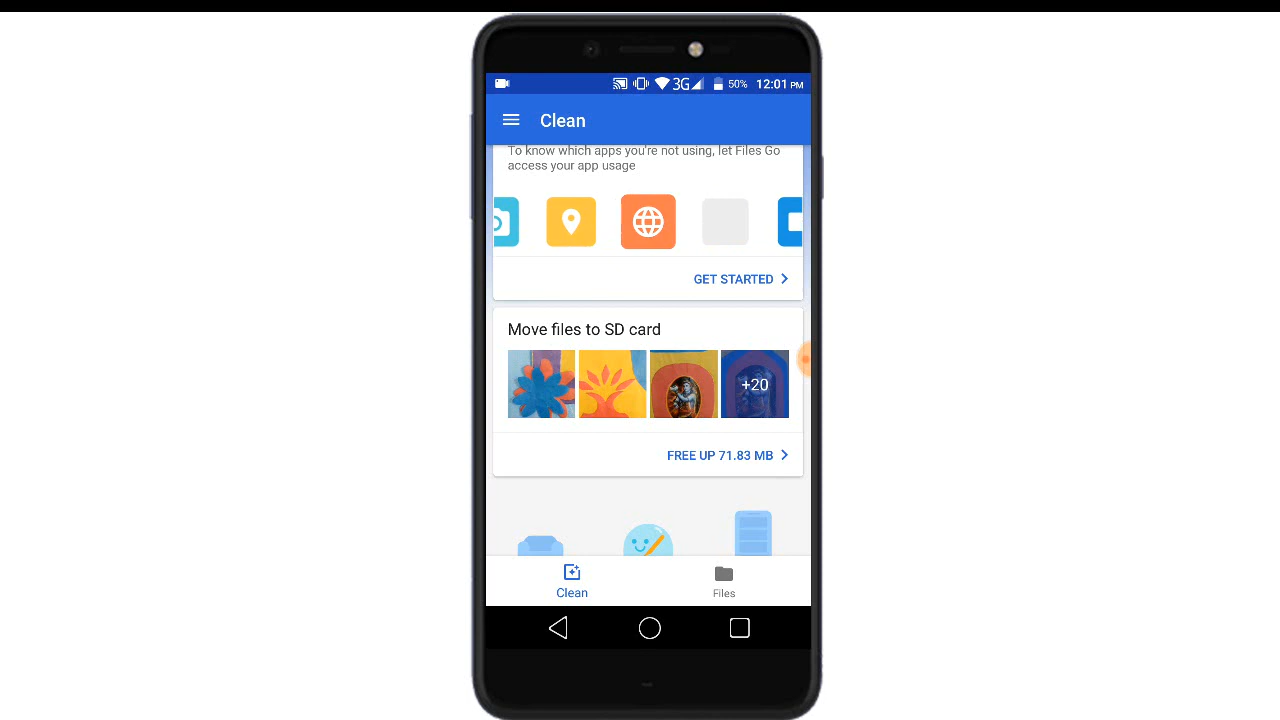 3G 50% 12:01 PM
Clean
To know which apps you're not using, let Files Go
access your app usage
GET STARTED
Move files to SD card
+20
FREE UP 71.83 MB
Clean
Files